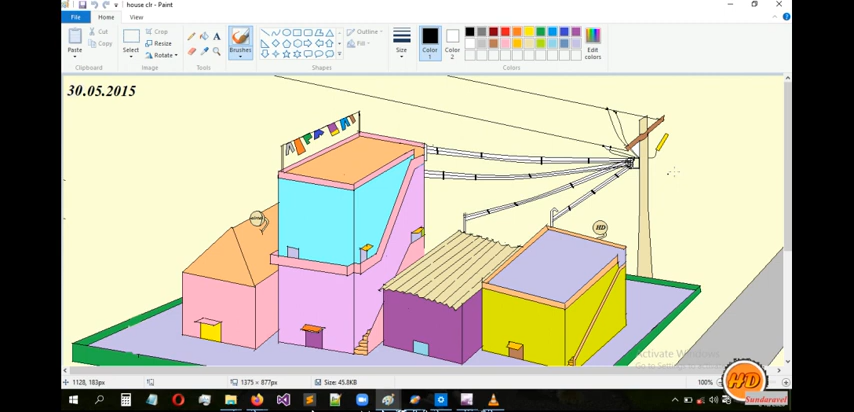 house clr - Paint
File
Home
View
Paste
Cut
Copy
Clipboard
Select
Crop
Resize
Rotate
Image
Tools
Brushes
Shapes
Outline
Fill
Size
Color 1
Color 2
Edit colors
Colors
30.05.2015
HD
Activate Windows
1128, 183px
1375 × 877px
Size: 45.8KB
100%
HD
Sundaravel